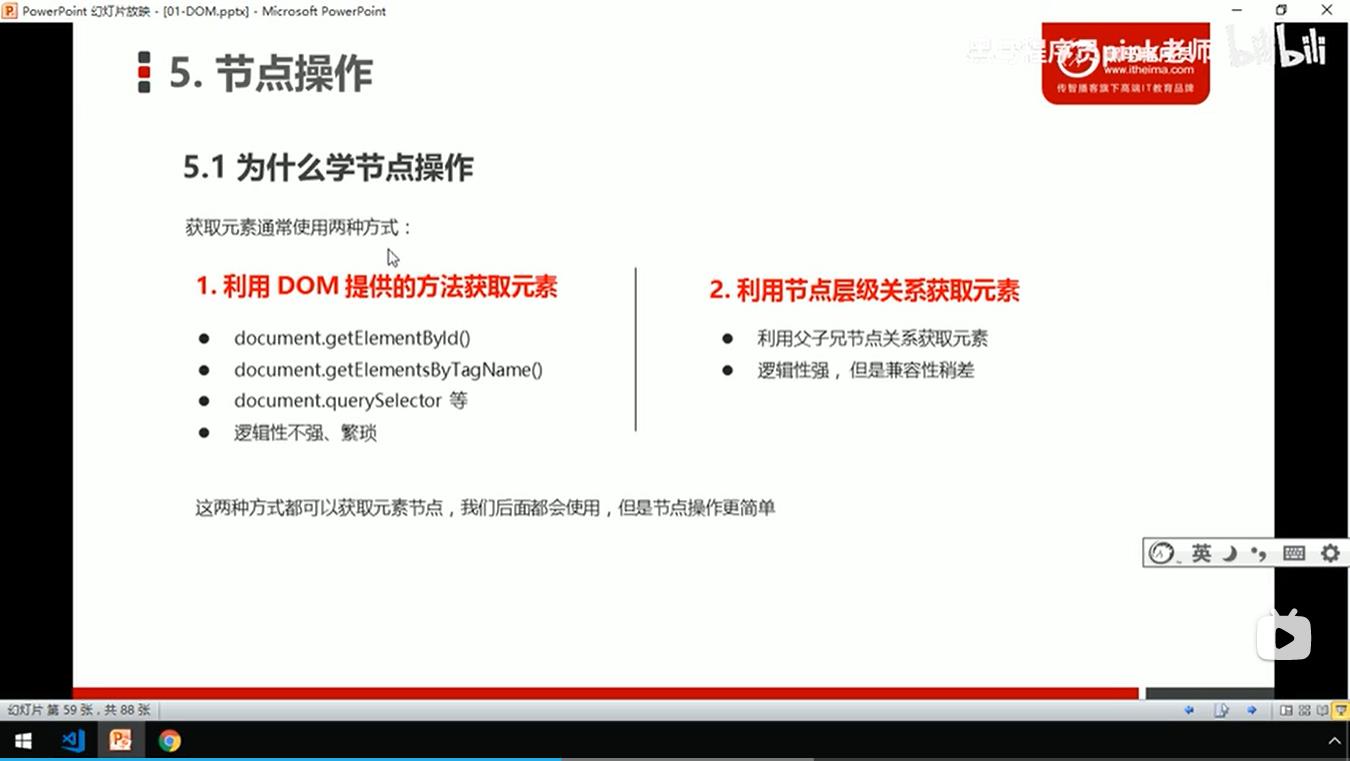 PowerPoint 幻灯片放映 - [01-DOM.pptx] - Microsoft PowerPoint
程序员pink老师
bilibili
www.itheima.com
传智播客旗下高端IT教育品牌
5. 节点操作
5.1 为什么学节点操作
获取元素通常使用两种方式：
1. 利用 DOM 提供的方法获取元素
● document.getElementById()
● document.getElementsByTagName()
● document.querySelector 等
● 逻辑性不强、繁琐
2. 利用节点层级关系获取元素
● 利用父子兄节点关系获取元素
● 逻辑性强，但是兼容性稍差
这两种方式都可以获取元素节点，我们后面都会使用，但是节点操作更简单
英
幻灯片 第 59 张，共 88 张